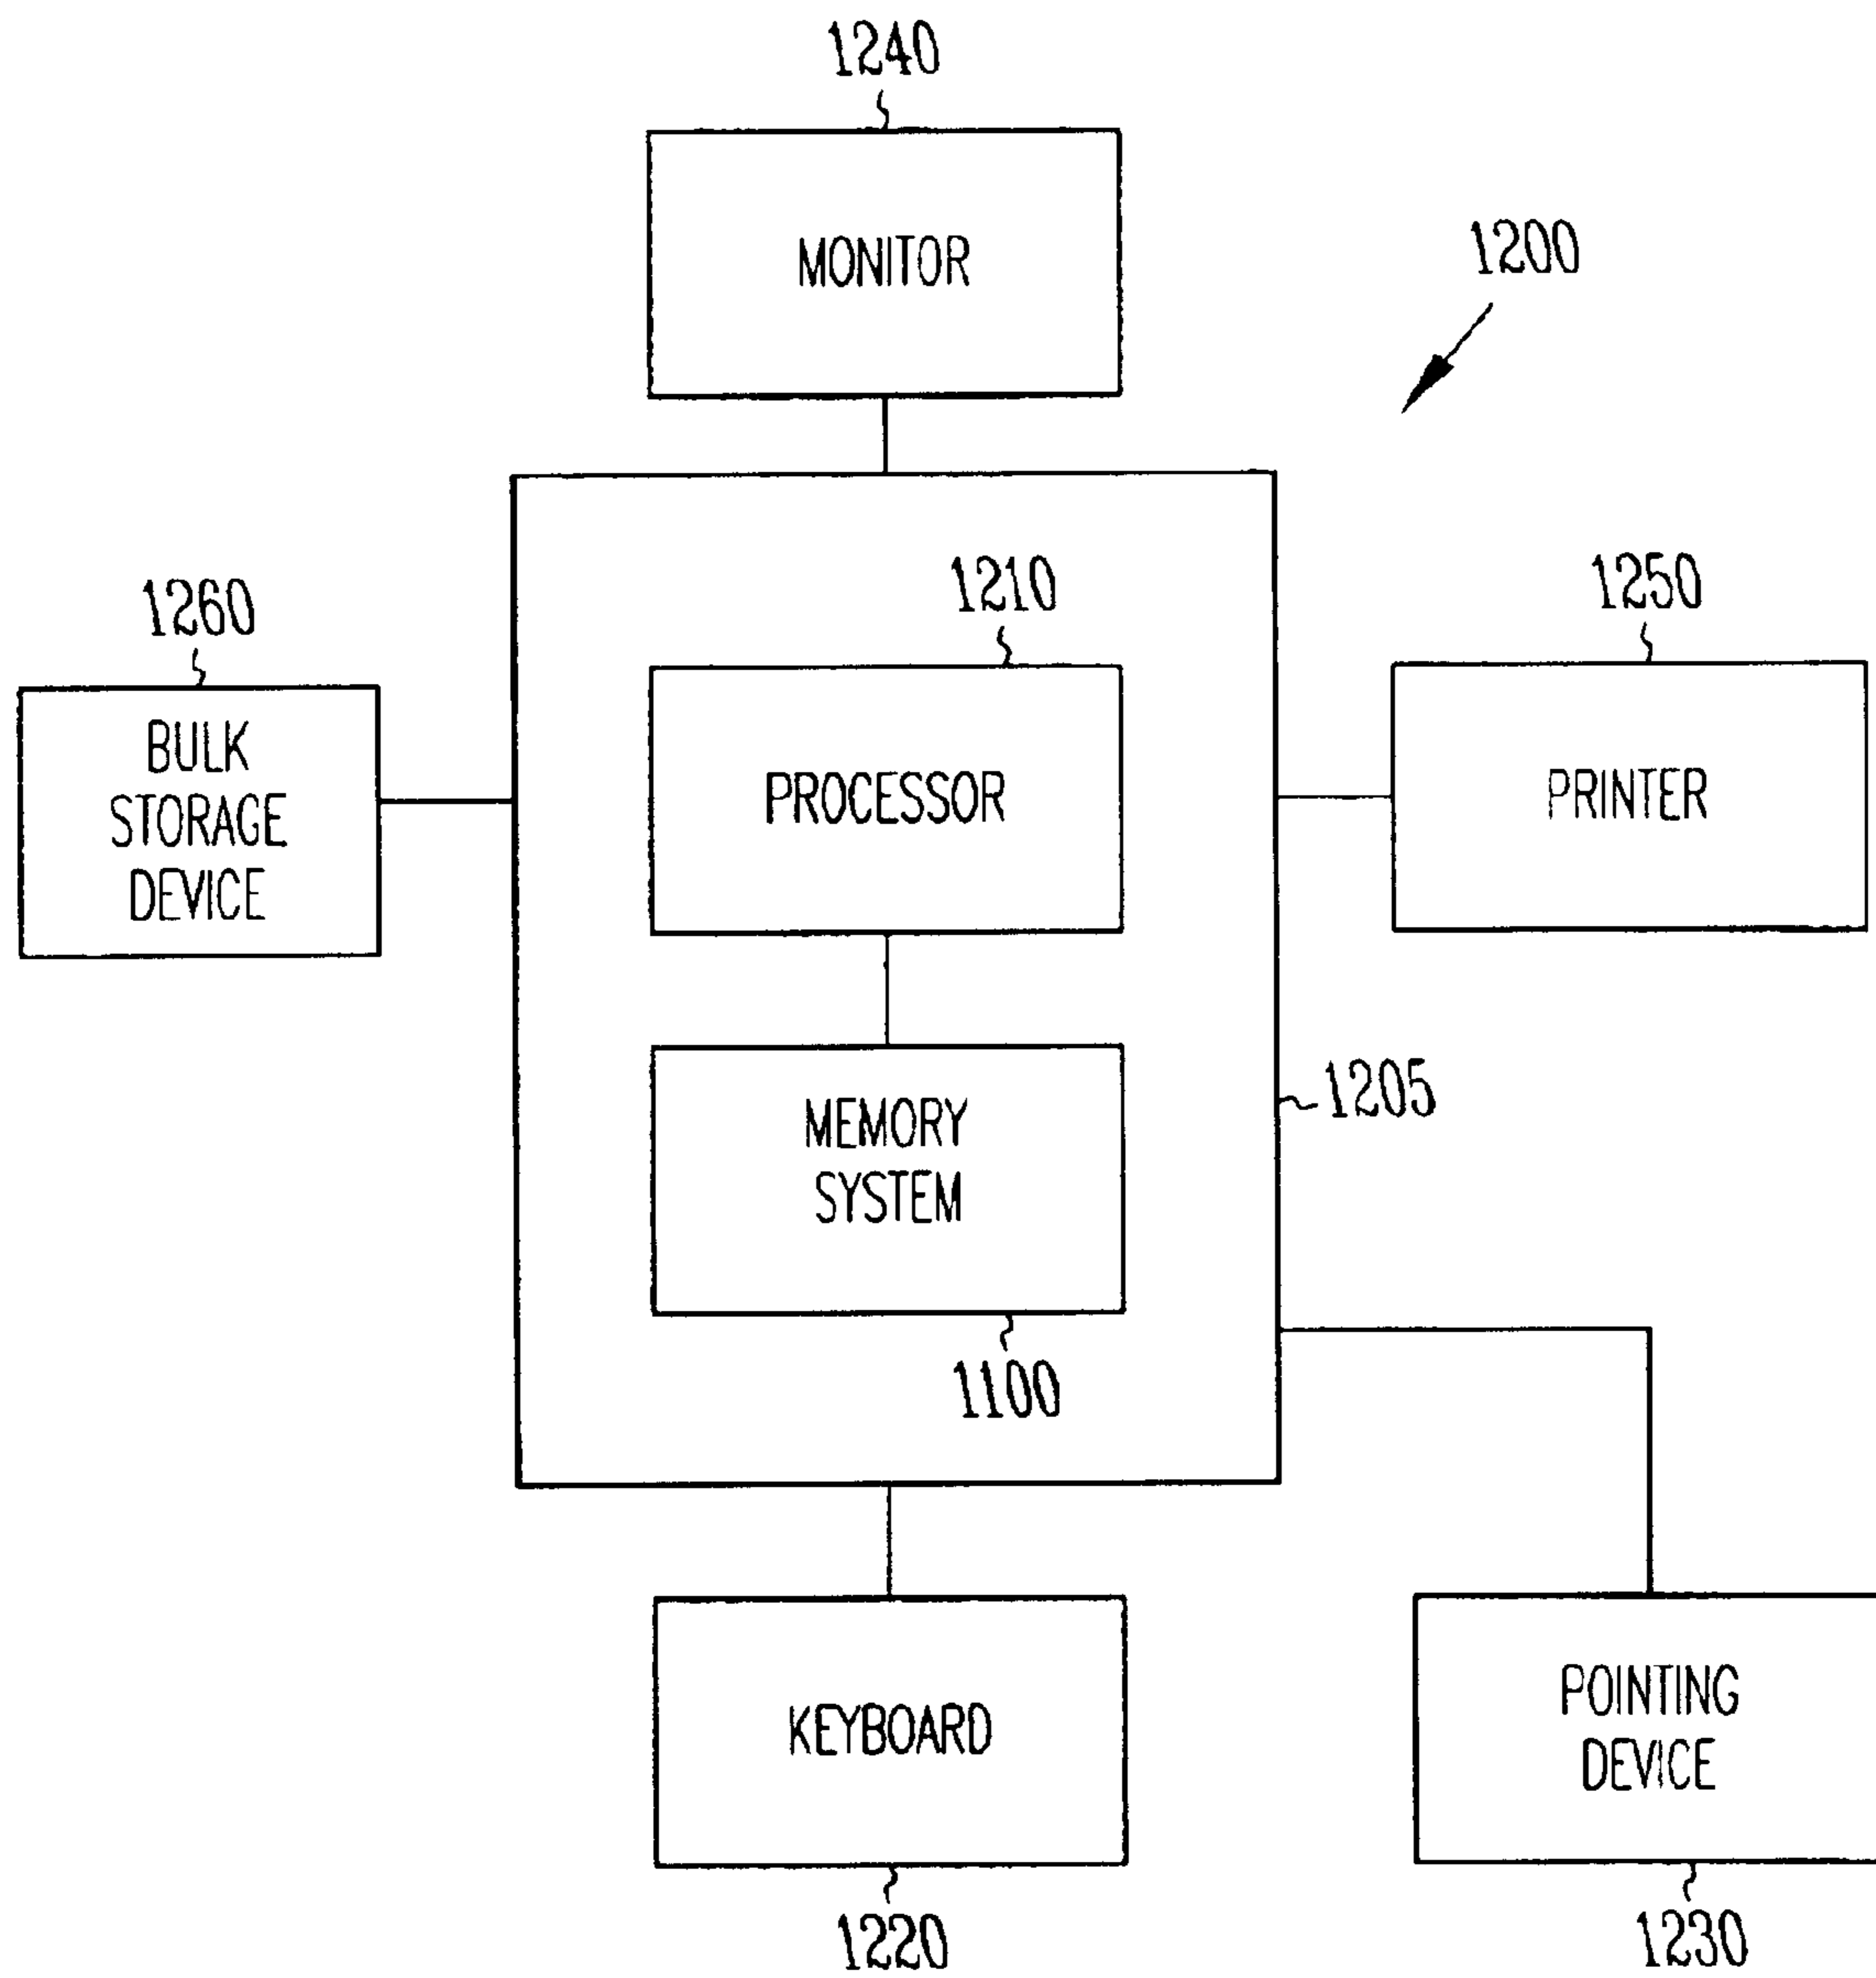 1240
MONITOR
1200
1210
1260
1250
BULK
STORAGE
DEVICE
PROCESSOR
PRINTER
MEMORY
SYSTEM
1205
1100
KEYBOARD
POINTING
DEVICE
1220
1230